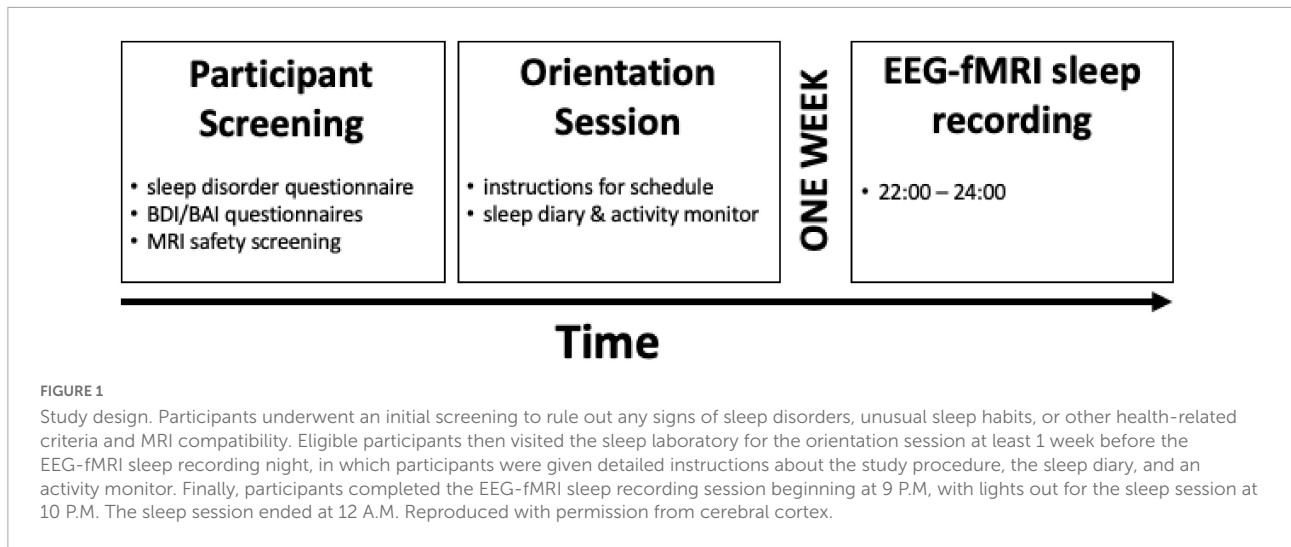 Participant
Screening
• sleep disorder questionnaire
• BDI/BAI questionnaires
• MRI safety screening
Orientation
Session
• instructions for schedule
• sleep diary & activity monitor
ONE WEEK
EEG-fMRI sleep
recording
• 22:00 – 24:00
Time
FIGURE 1
Study design. Participants underwent an initial screening to rule out any signs of sleep disorders, unusual sleep habits, or other health-related
criteria and MRI compatibility. Eligible participants then visited the sleep laboratory for the orientation session at least 1 week before the
EEG-fMRI sleep recording night, in which participants were given detailed instructions about the study procedure, the sleep diary, and an
activity monitor. Finally, participants completed the EEG-fMRI sleep recording session beginning at 9 P.M, with lights out for the sleep session at
10 P.M. The sleep session ended at 12 A.M. Reproduced with permission from cerebral cortex.